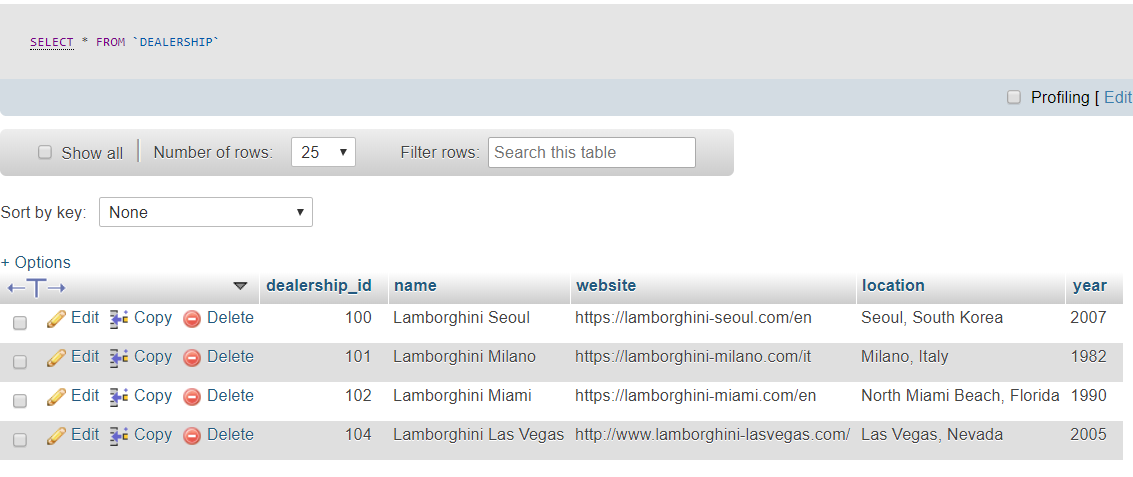 SELECT * FROM `DEALERSHIP`
Profiling [ Edit
Show all Number of rows: 25 Filter rows: Search this table
Sort by key: None
+ Options
dealership_id name website location year
Edit Copy Delete 100 Lamborghini Seoul https://lamborghini-seoul.com/en Seoul, South Korea 2007
Edit Copy Delete 101 Lamborghini Milano https://lamborghini-milano.com/it Milano, Italy 1982
Edit Copy Delete 102 Lamborghini Miami https://lamborghini-miami.com/en North Miami Beach, Florida 1990
Edit Copy Delete 104 Lamborghini Las Vegas http://www.lamborghini-lasvegas.com/ Las Vegas, Nevada 2005